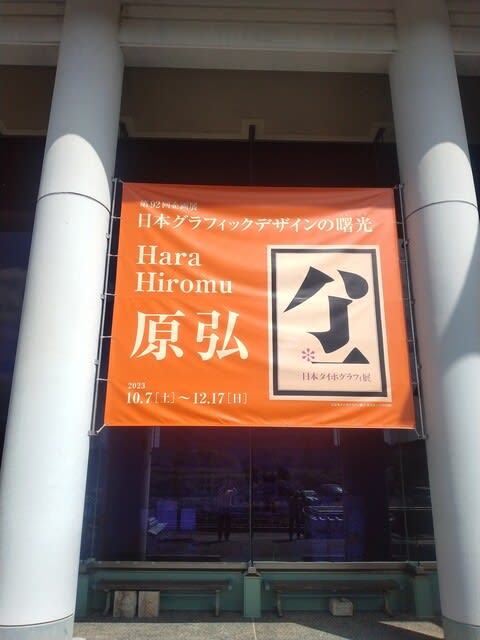 第92回企画展
日本グラフィックデザインの曙光
Hara
Hiromu
原弘
2023
10.7[土]～12.17[日]
日本タイポグラフィ展